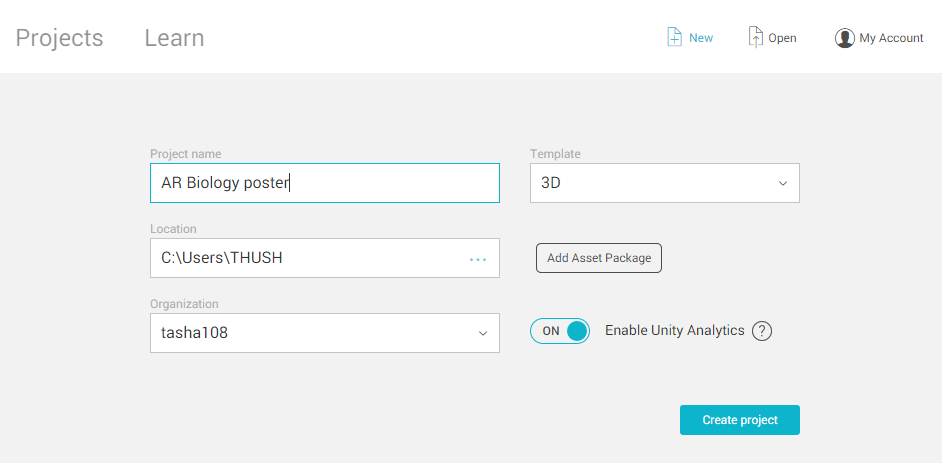 Projects Learn New Open My Account
Project name Template
AR Biology poster 3D
Location
C:\Users\THUSH ... Add Asset Package
Organization
tasha108 ON Enable Unity Analytics ?
Create project